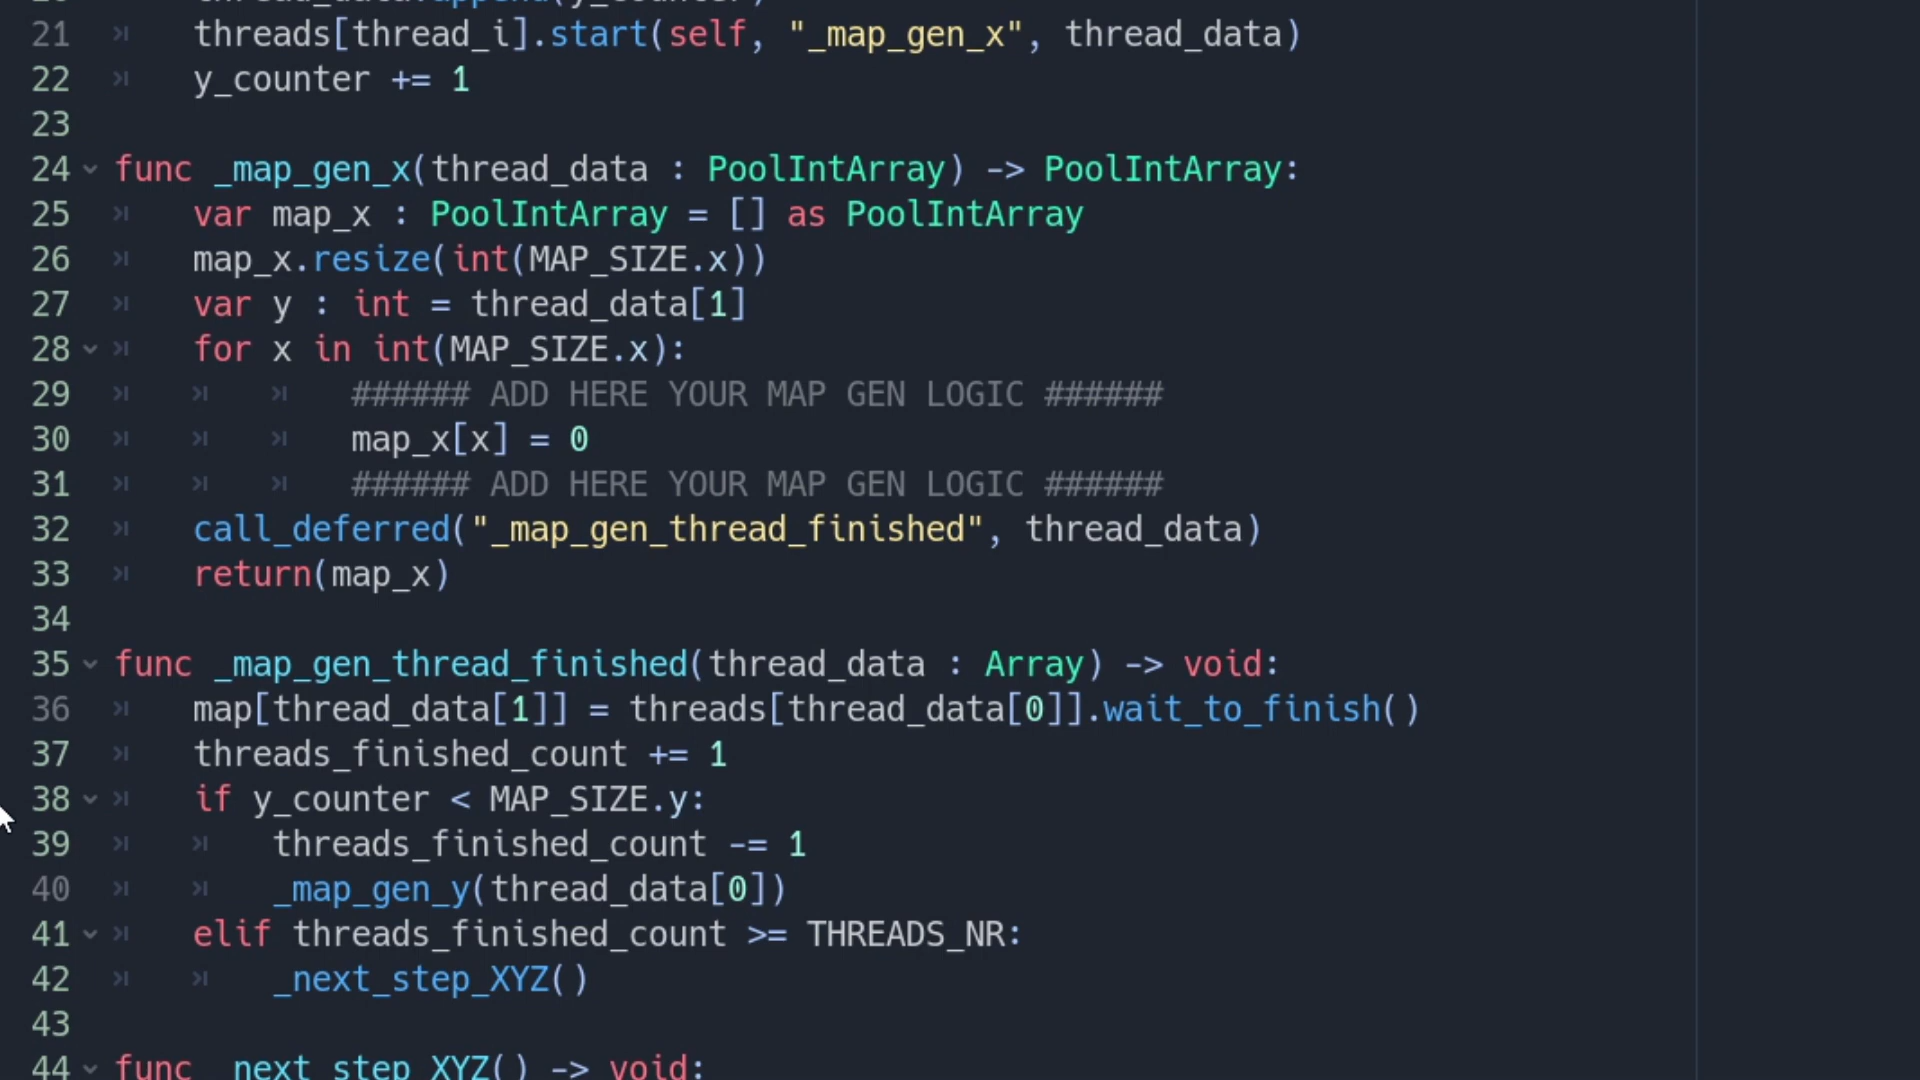 20 thread_data.append(y_counter)
21 threads[thread_i].start(self, "_map_gen_x", thread_data)
22 y_counter += 1
23
24 func _map_gen_x(thread_data : PoolIntArray) -> PoolIntArray:
25 var map_x : PoolIntArray = [] as PoolIntArray
26 map_x.resize(int(MAP_SIZE.x))
27 var y : int = thread_data[1]
28 for x in int(MAP_SIZE.x):
29 ###### ADD HERE YOUR MAP GEN LOGIC ######
30 map_x[x] = 0
31 ###### ADD HERE YOUR MAP GEN LOGIC ######
32 call_deferred("_map_gen_thread_finished", thread_data)
33 return(map_x)
34
35 func _map_gen_thread_finished(thread_data : Array) -> void:
36 map[thread_data[1]] = threads[thread_data[0]].wait_to_finish()
37 threads_finished_count += 1
38 if y_counter < MAP_SIZE.y:
39 threads_finished_count -= 1
40 _map_gen_y(thread_data[0])
41 elif threads_finished_count >= THREADS_NR:
42 _next_step_XYZ()
43
44 func _next_step_XYZ() -> void: